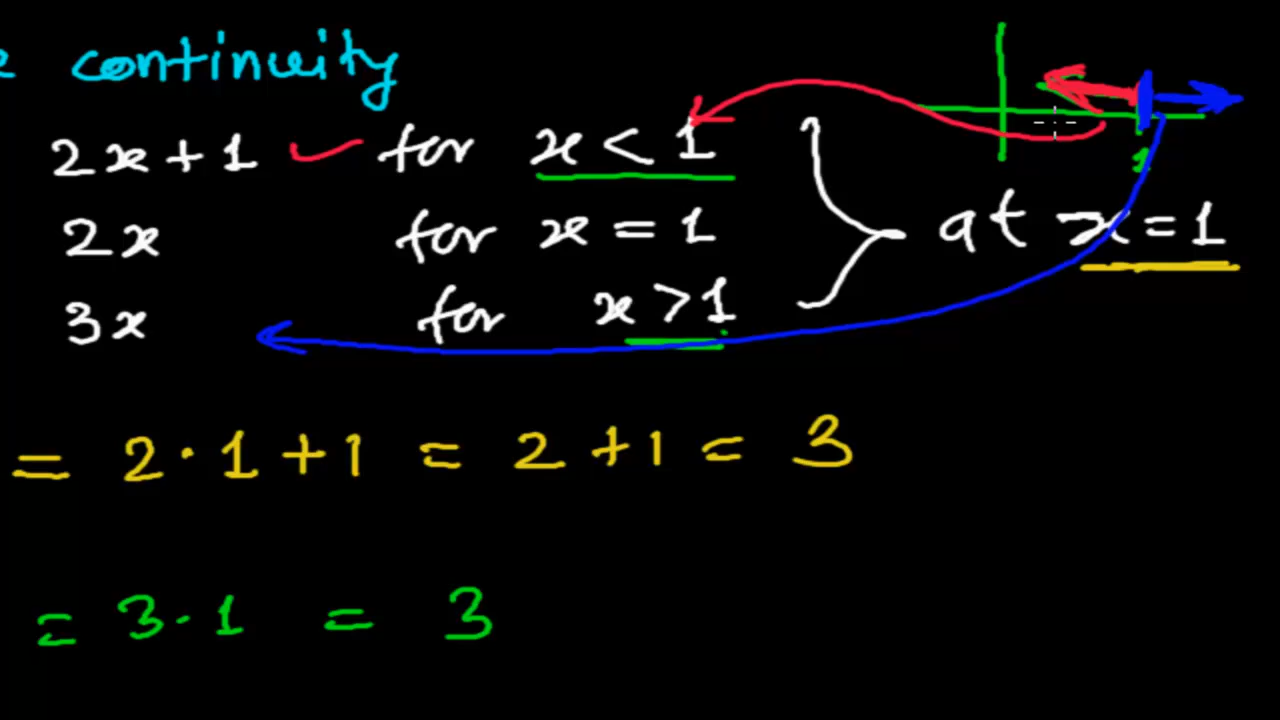 continuity
2x+1 for x < 1
2x for x = 1
3x for x > 1
at x = 1
1
= 2·1+1 = 2+1 = 3
= 3·1 = 3